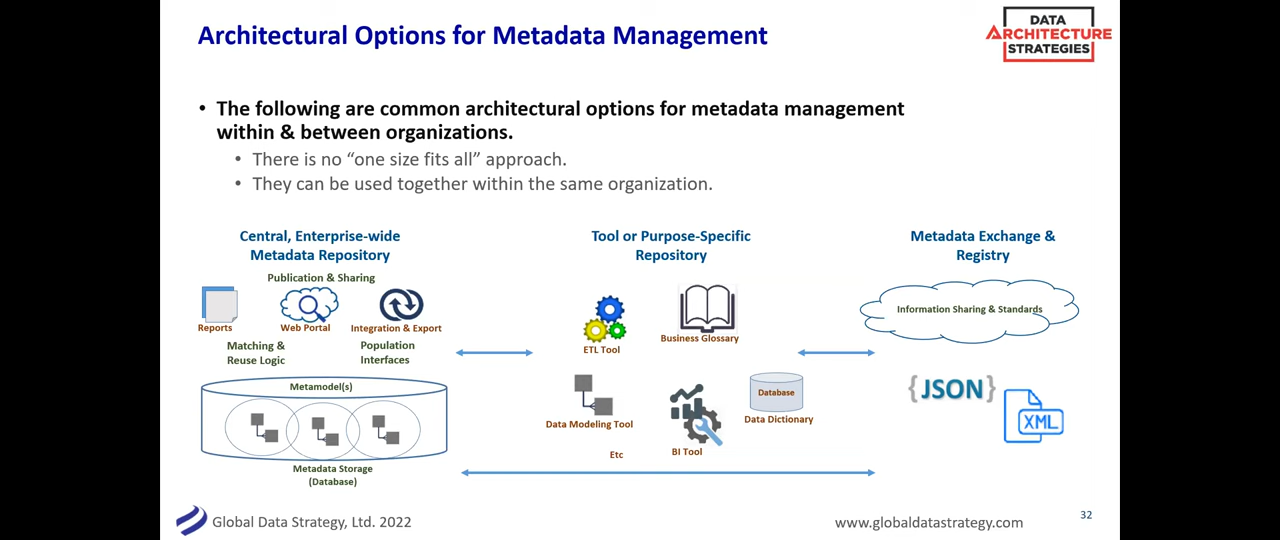 Architectural Options for Metadata Management
DATA
ARCHITECTURE
STRATEGIES
• The following are common architectural options for metadata management
within & between organizations.
• There is no “one size fits all” approach.
• They can be used together within the same organization.
Central, Enterprise-wide
Metadata Repository
Publication & Sharing
Reports
Web Portal
Integration & Export
Matching &
Reuse Logic
Population
Interfaces
Metamodel(s)
Metadata Storage
(Database)
Tool or Purpose-Specific
Repository
ETL Tool
Business Glossary
Data Modeling Tool
BI Tool
Database
Data Dictionary
Etc
Metadata Exchange &
Registry
Information Sharing & Standards
{JSON}
XML
Global Data Strategy, Ltd. 2022
www.globaldatastrategy.com
32